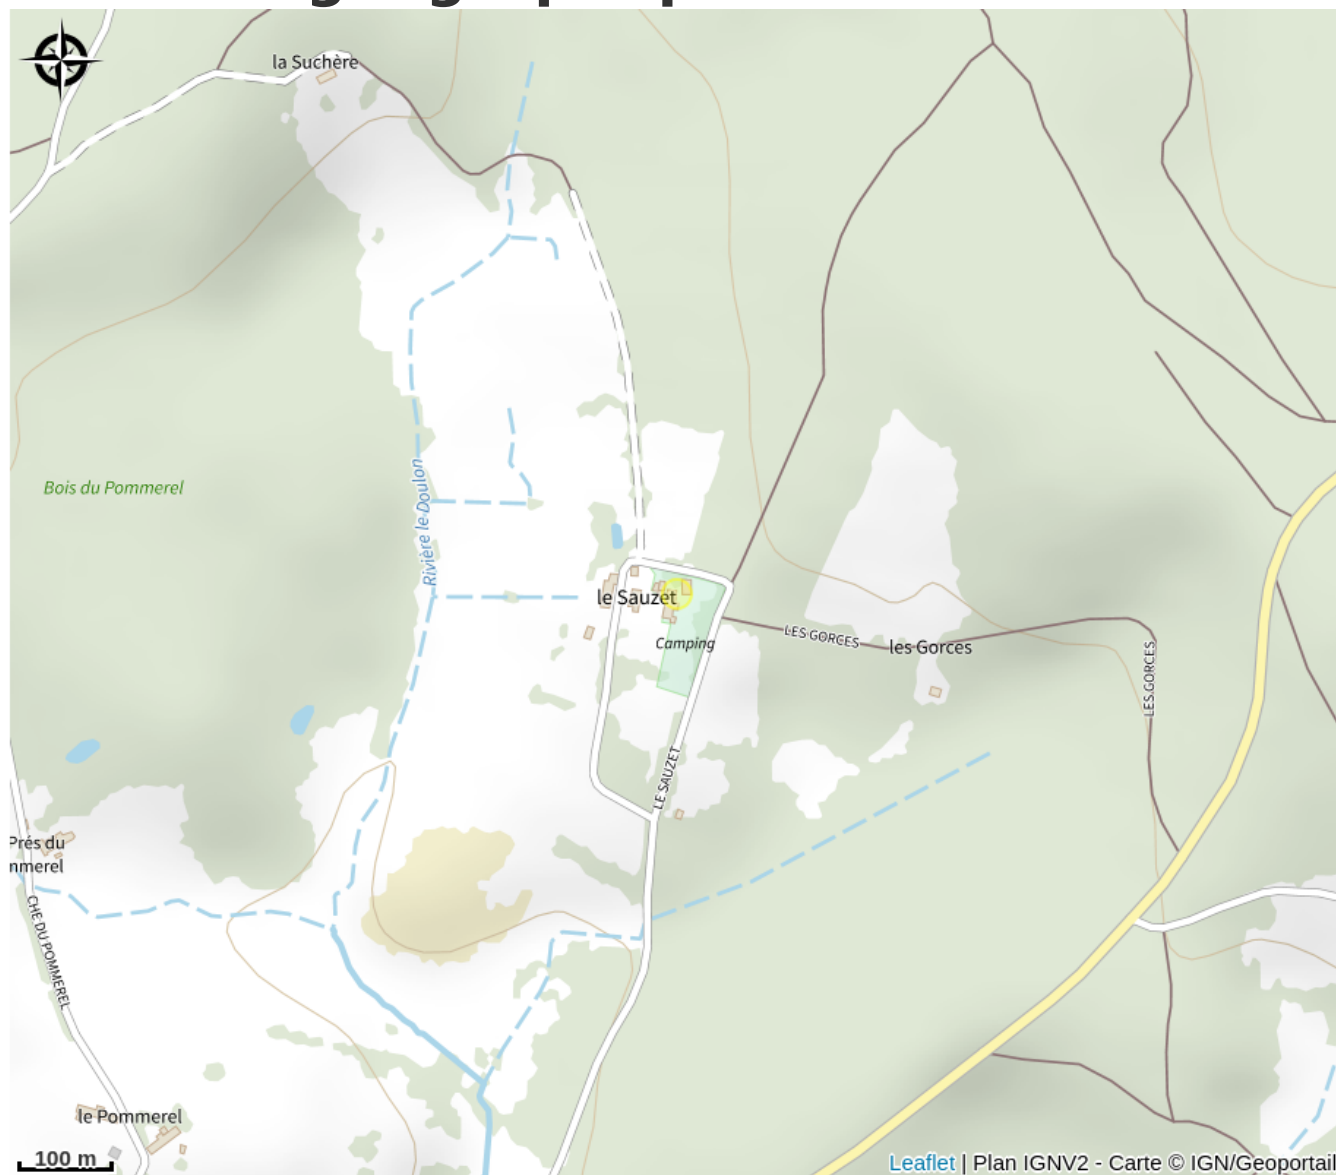 la Suchère
Bois du Pommerel
Rivière le Doulon
le Sauzet
Camping
LES GORCES
les Gorces
LES GORCES
LE SAUZET
Prés du
mmerel
CHE DU POMMEREL
le Pommerel
100 m
Leaflet | Plan IGNV2 - Carte © IGN/Geoportail